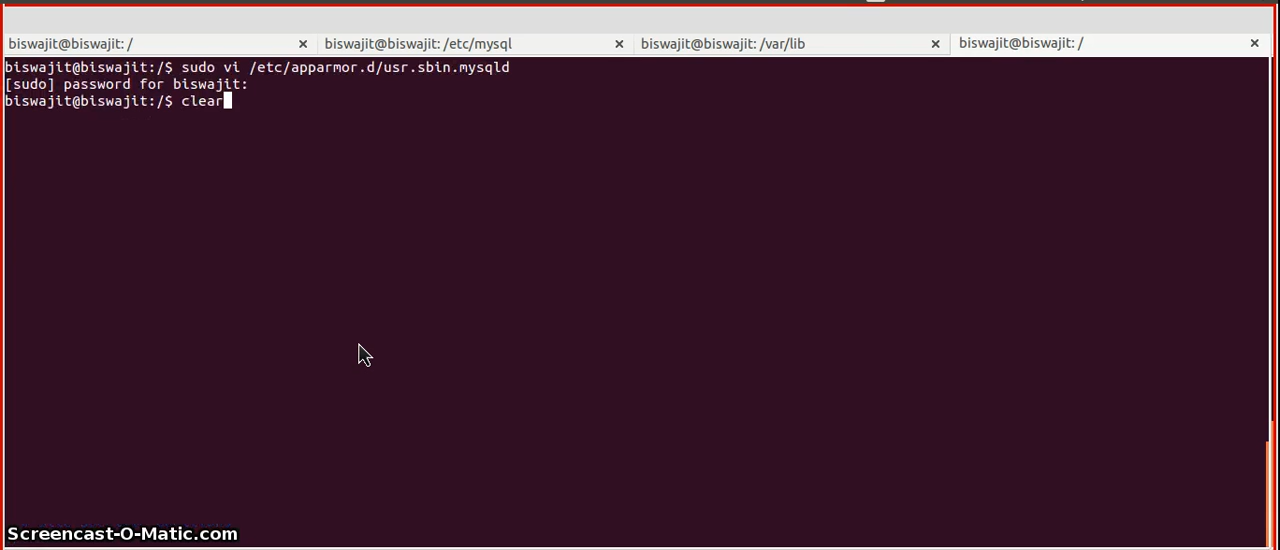 biswajit@biswajit: / × biswajit@biswajit: /etc/mysql × biswajit@biswajit: /var/lib × biswajit@biswajit: / ×
biswajit@biswajit:/$ sudo vi /etc/apparmor.d/usr.sbin.mysqld
[sudo] password for biswajit:
biswajit@biswajit:/$ clear
Screencast-O-Matic.com